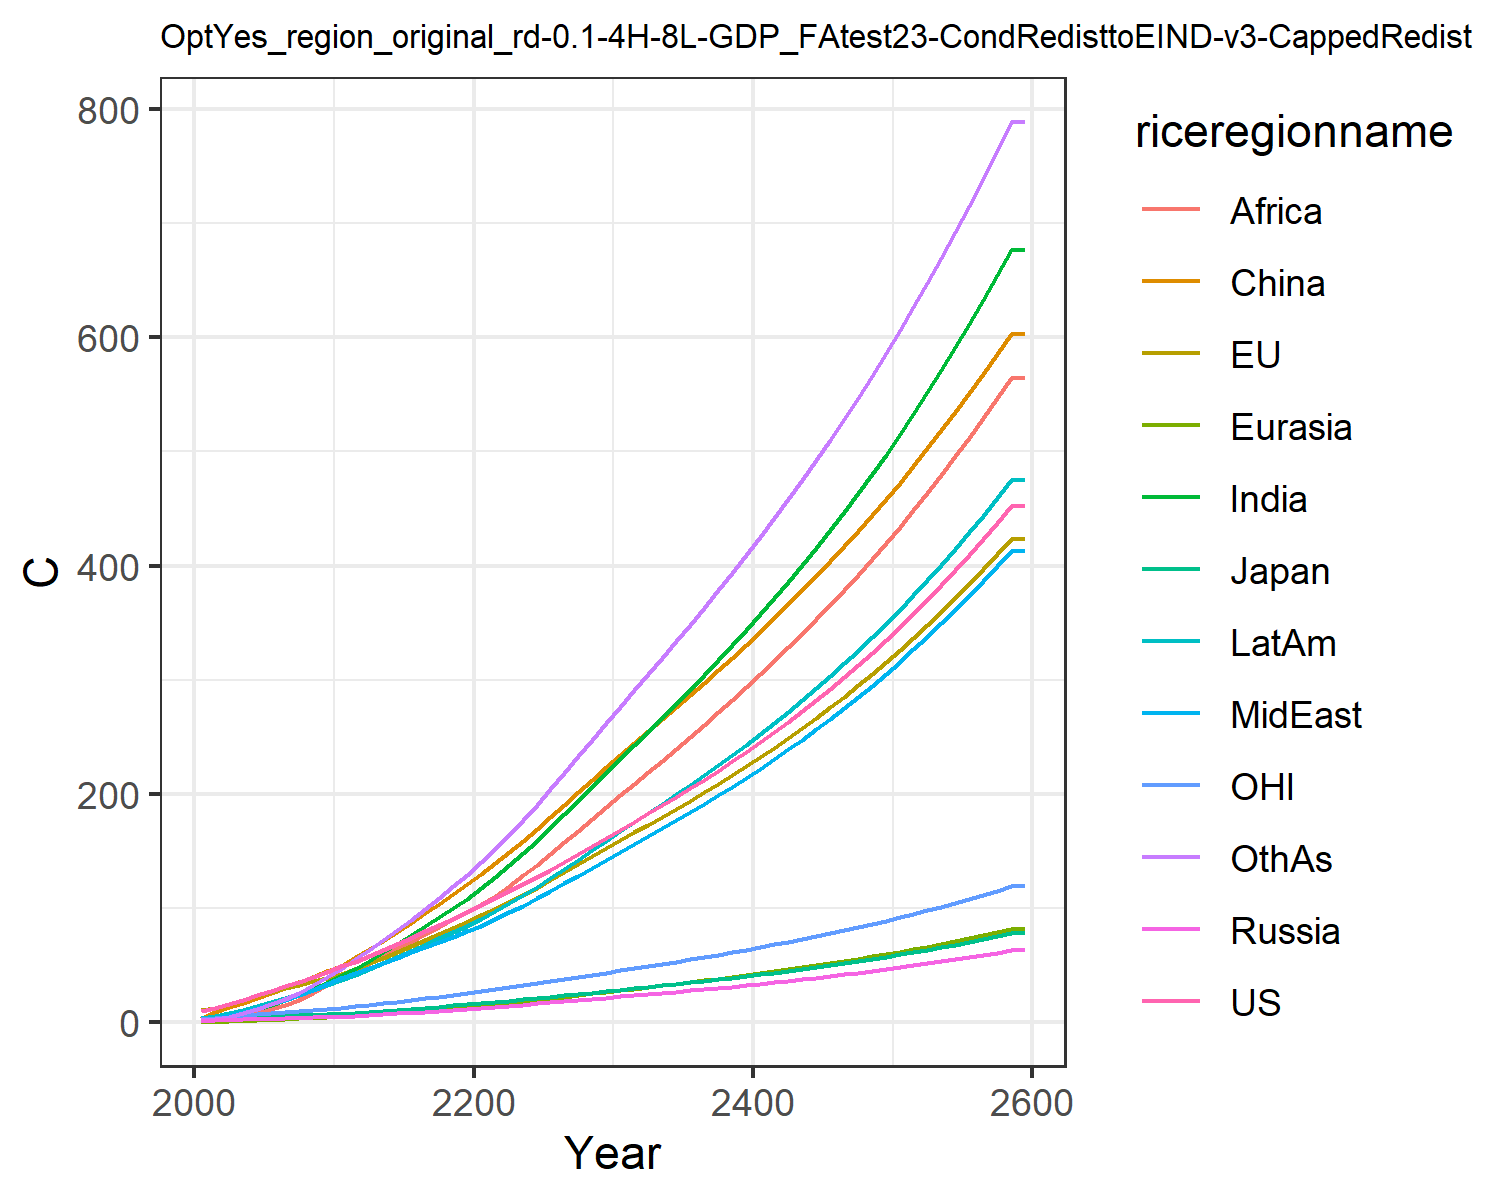 OptYes_region_original_rd-0.1-4H-8L-GDP_FAtest23-CondRedisttoEIND-v3-CappedRedist
800
600
400
200
0
C
2000
2200
2400
2600
Year
riceregionname
Africa
China
EU
Eurasia
India
Japan
LatAm
MidEast
OHI
OthAs
Russia
US